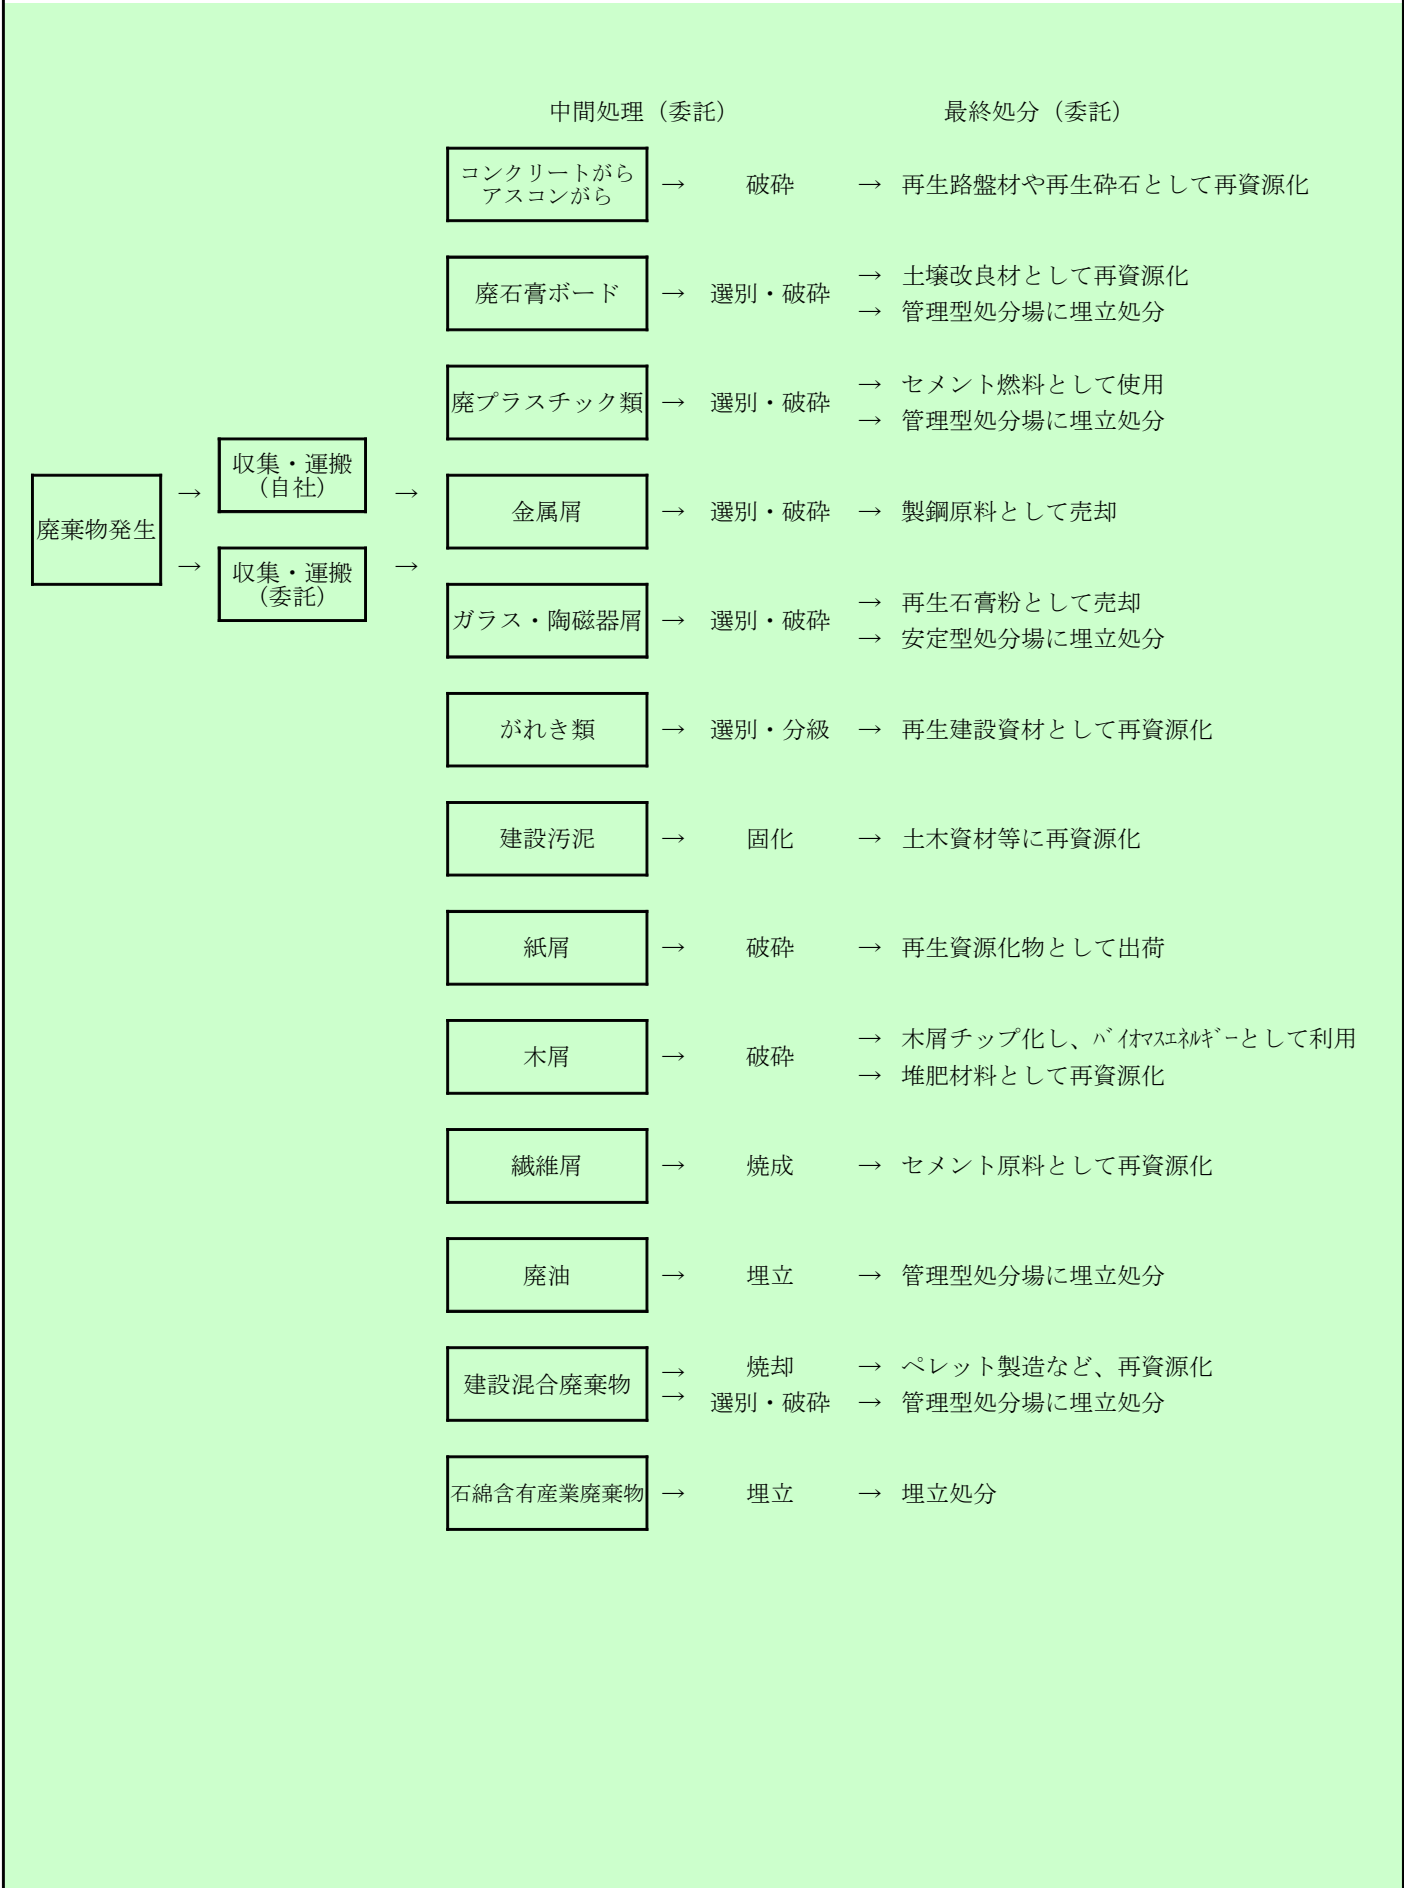 中間処理（委託） 最終処分（委託）
コンクリートがら
アスコンがら
→ 破砕 → 再生路盤材や再生砕石として再資源化
廃石膏ボード → 選別・破砕 → 土壌改良材として再資源化
→ 管理型処分場に埋立処分
廃プラスチック類 → 選別・破砕 → セメント燃料として使用
→ 管理型処分場に埋立処分
廃棄物発生
→ 収集・運搬
（自社）
→
→ 収集・運搬
（委託）
→
金属屑 → 選別・破砕 → 製鋼原料として売却
ガラス・陶磁器屑 → 選別・破砕 → 再生石膏粉として売却
→ 安定型処分場に埋立処分
がれき類 → 選別・分級 → 再生建設資材として再資源化
建設汚泥 → 固化 → 土木資材等に再資源化
紙屑 → 破砕 → 再生資源化物として出荷
木屑 → 破砕 → 木屑チップ化し、ﾊﾞｲｵﾏｽｴﾈﾙｷﾞｰとして利用
→ 堆肥材料として再資源化
繊維屑 → 焼成 → セメント原料として再資源化
廃油 → 埋立 → 管理型処分場に埋立処分
建設混合廃棄物 → 焼却 → ペレット製造など、再資源化
→ 選別・破砕 → 管理型処分場に埋立処分
石綿含有産業廃棄物 → 埋立 → 埋立処分